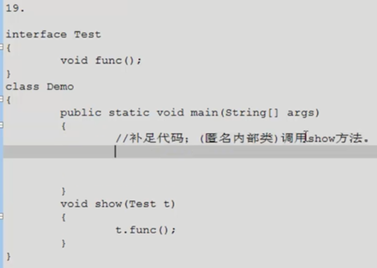 19.
interface Test
{
void func();
}
class Demo
{
public static void main(String[] args)
{
//补足代码；(匿名内部类)调用show方法。
}
void show(Test t)
{
t.func();
}
}